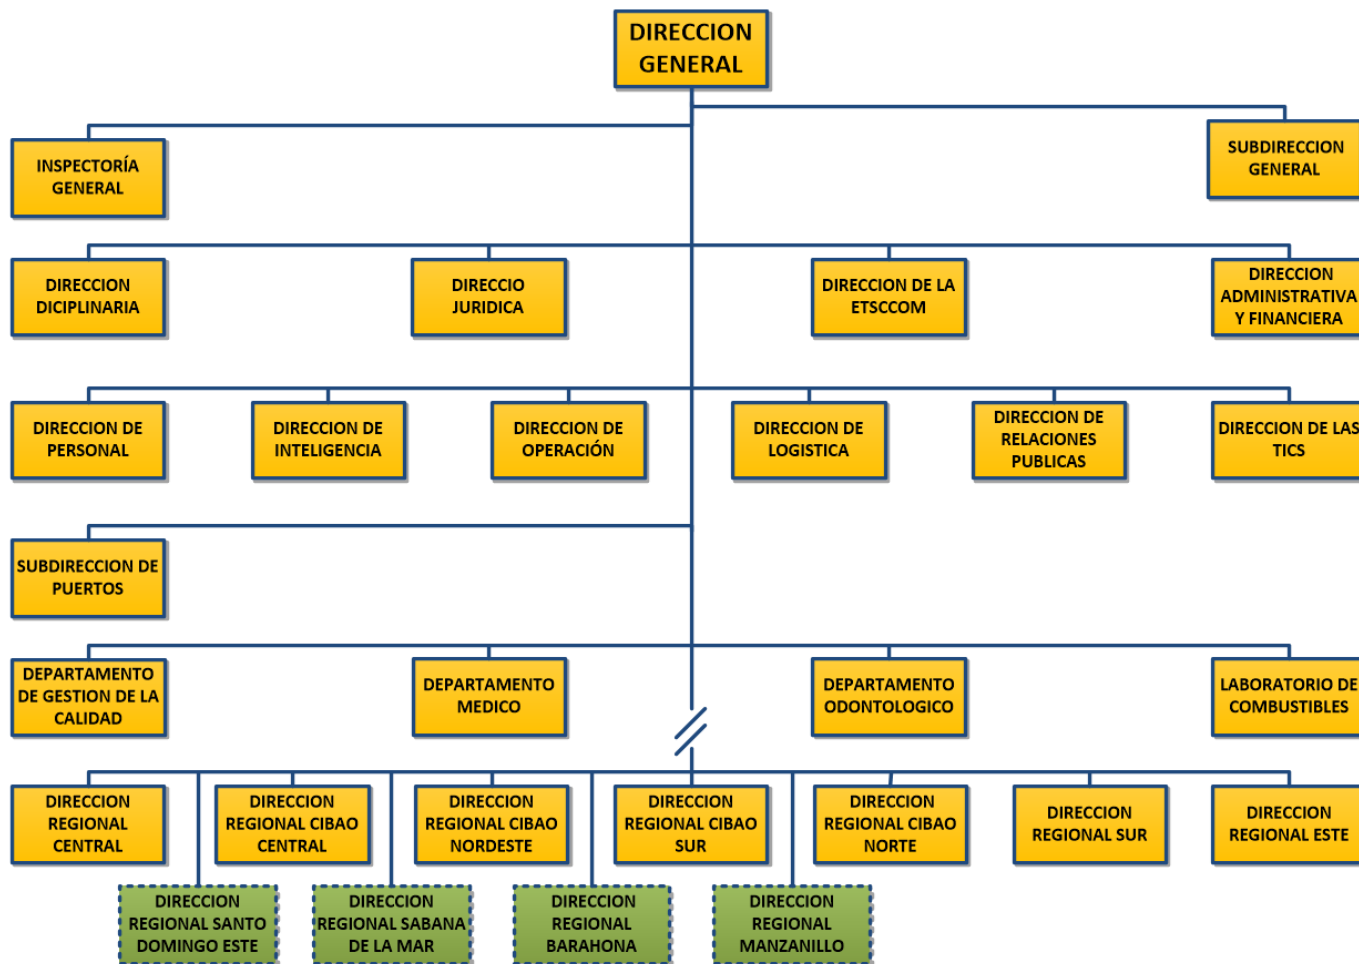 DIRECCION
GENERAL
INSPECTORÍA
GENERAL
SUBDIRECCION
GENERAL
DIRECCION
DICIPLINARIA
DIRECCIO
JURIDICA
DIRECCION DE LA
ETSCCOM
DIRECCION
ADMINISTRATIVA
Y FINANCIERA
DIRECCION DE
PERSONAL
DIRECCION DE
INTELIGENCIA
DIRECCION DE
OPERACIÓN
DIRECCION DE
LOGISTICA
DIRECCION DE
RELACIONES
PUBLICAS
DIRECCION DE LAS
TICS
SUBDIRECCION DE
PUERTOS
DEPARTAMENTO
DE GESTION DE LA
CALIDAD
DEPARTAMENTO
MEDICO
DEPARTAMENTO
ODONTOLOGICO
LABORATORIO DE
COMBUSTIBLES
DIRECCION
REGIONAL
CENTRAL
DIRECCION
REGIONAL CIBAO
CENTRAL
DIRECCION
REGIONAL CIBAO
NORDESTE
DIRECCION
REGIONAL CIBAO
SUR
DIRECCION
REGIONAL CIBAO
NORTE
DIRECCION
REGIONAL SUR
DIRECCION
REGIONAL ESTE
DIRECCION
REGIONAL SANTO
DOMINGO ESTE
DIRECCION
REGIONAL SABANA
DE LA MAR
DIRECCION
REGIONAL
BARAHONA
DIRECCION
REGIONAL
MANZANILLO